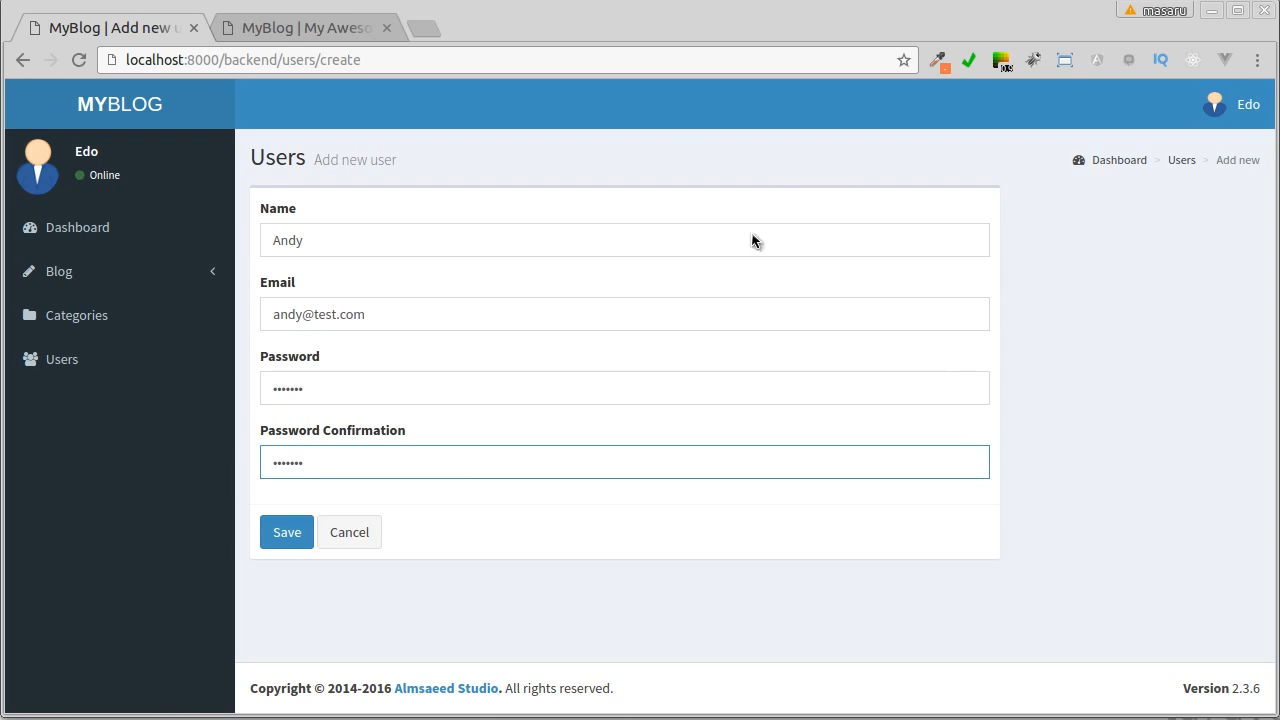 masaru
MyBlog | Add new u
MyBlog | My Aweso
localhost:8000/backend/users/create
IQ
MYBLOG
Edo
Edo
Online
Users Add new user
Dashboard > Users > Add new
Dashboard
Blog
Categories
Users
Name
Andy
Email
andy@test.com
Password
•••••••
Password Confirmation
•••••••
Save Cancel
Copyright © 2014-2016 Almsaeed Studio. All rights reserved.
Version 2.3.6